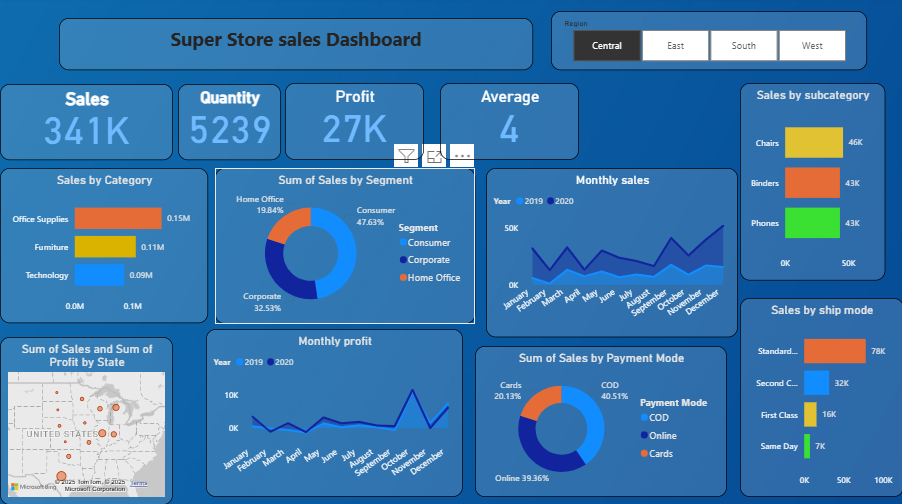 Super Store sales Dashboard
Region
Central
East
South
West
Sales
341K
Quantity
5239
Profit
27K
Average
4
Sales by subcategory
Chairs
46K
Binders
43K
Phones
43K
0K
50K
Sales by Category
Office Supplies
0.15M
Furniture
0.11M
Technology
0.09M
0.0M
0.1M
Sum of Sales by Segment
Home Office
19.84%
Consumer
47.63%
Corporate
32.53%
Segment
Consumer
Corporate
Home Office
Monthly sales
Year
2019
2020
50K
0K
January
February
March
April
May
June
July
August
September
October
November
December
Sales by ship mode
Standard...
78K
Second C...
32K
First Class
16K
Same Day
7K
0K
50K
100K
Sum of Sales and Sum of
Profit by State
UNITED STATES
Microsoft Bing
© 2025 TomTom, © 2025
Microsoft Corporation
Terms
Monthly profit
Year
2019
2020
10K
0K
January
February
March
April
May
June
July
August
September
October
November
December
Sum of Sales by Payment Mode
Cards
20.13%
COD
40.51%
Online 39.36%
Payment Mode
COD
Online
Cards